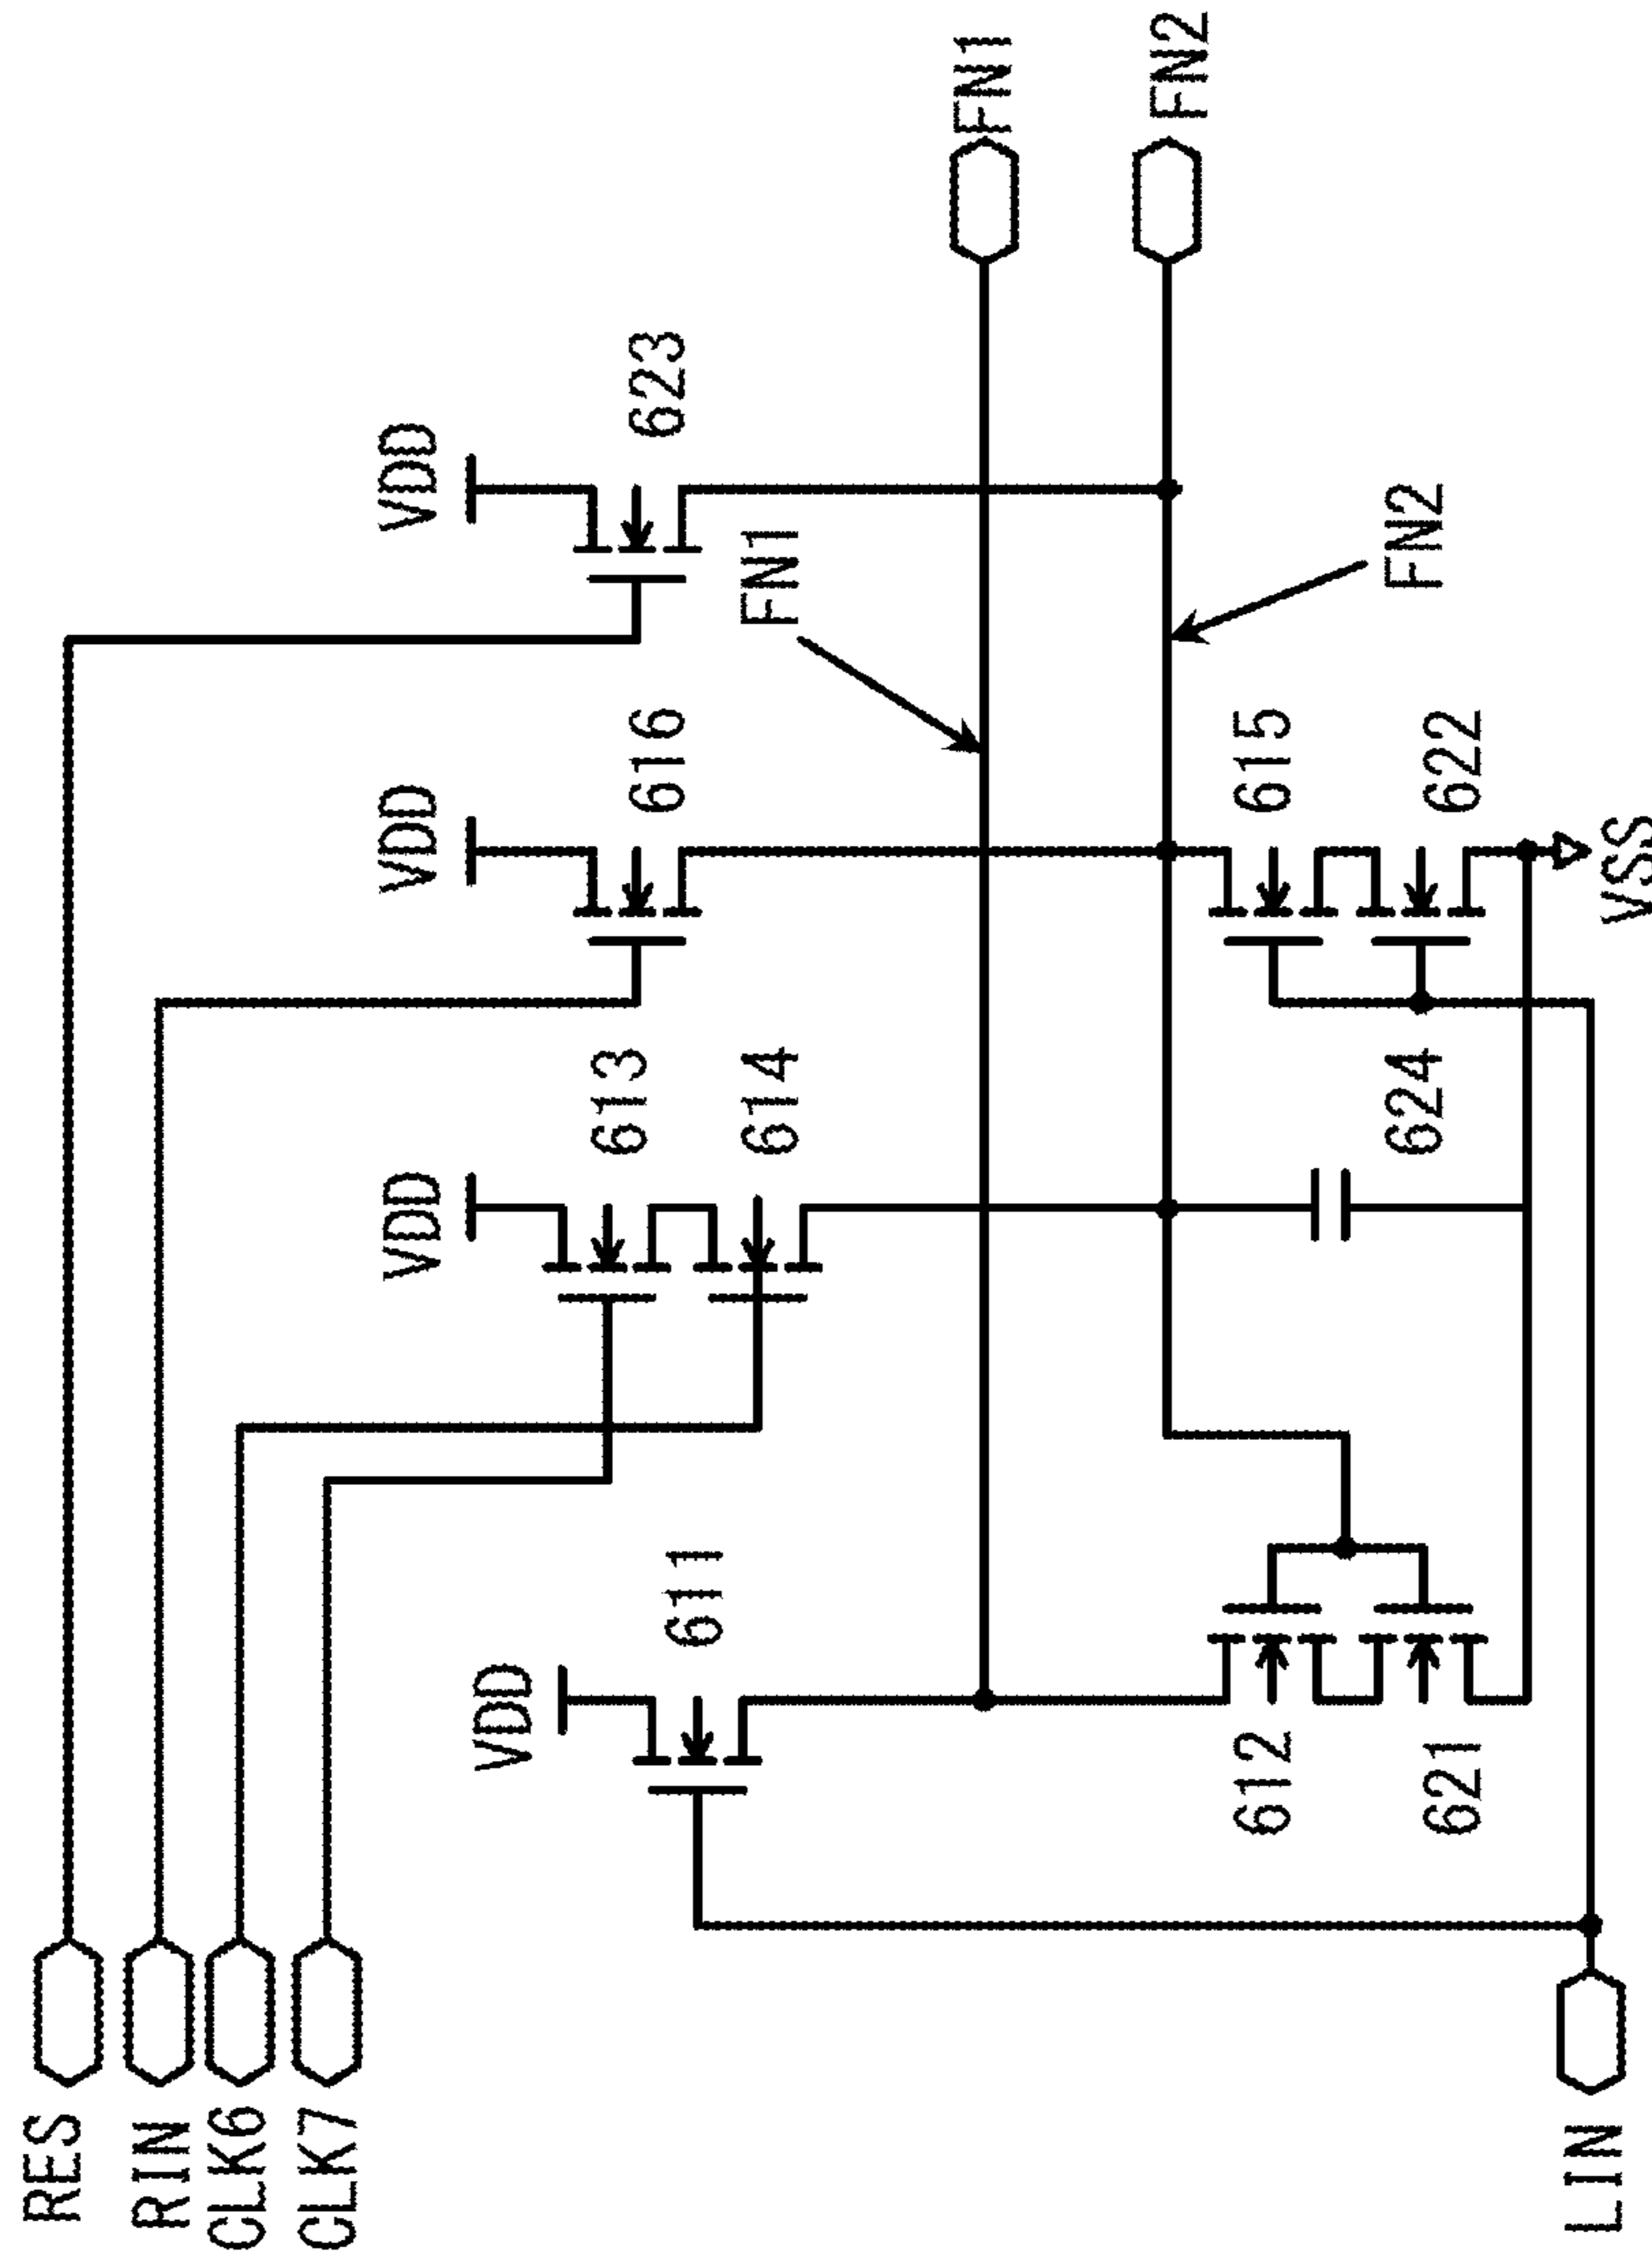 RES
RIN
CLK6
CLK7
LIN
VDD
611
612
621
VDD
613
614
624
VDD
616
615
622
VSS
VDD
623
FN1
FN2
FN1
FN2